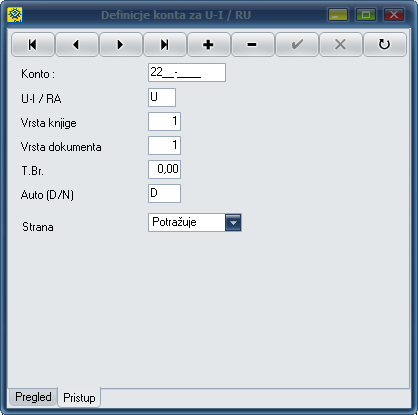 Definicje konta za U-I / RU
Konto : 22__-____
U-I / RA U
Vrsta knjige 1
Vrsta dokumenta 1
T.Br. 0,00
Auto (D/N) D
Strana Potražuje
Pregled Pristup